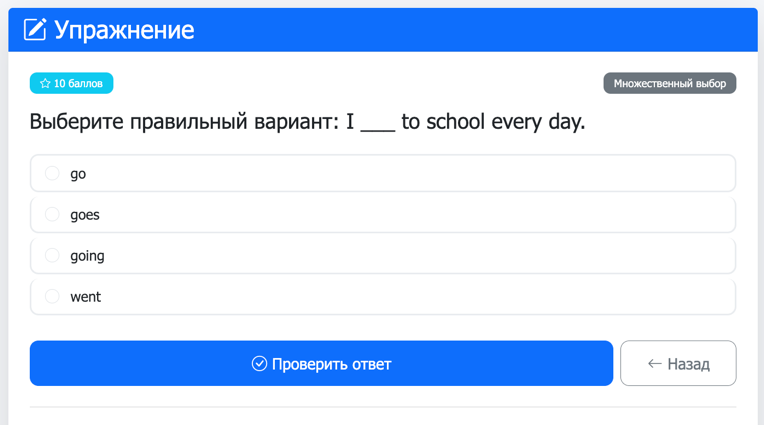 Упражнение
10 баллов
Множественный выбор
Выберите правильный вариант: I ___ to school every day.
go
goes
going
went
Проверить ответ
← Назад